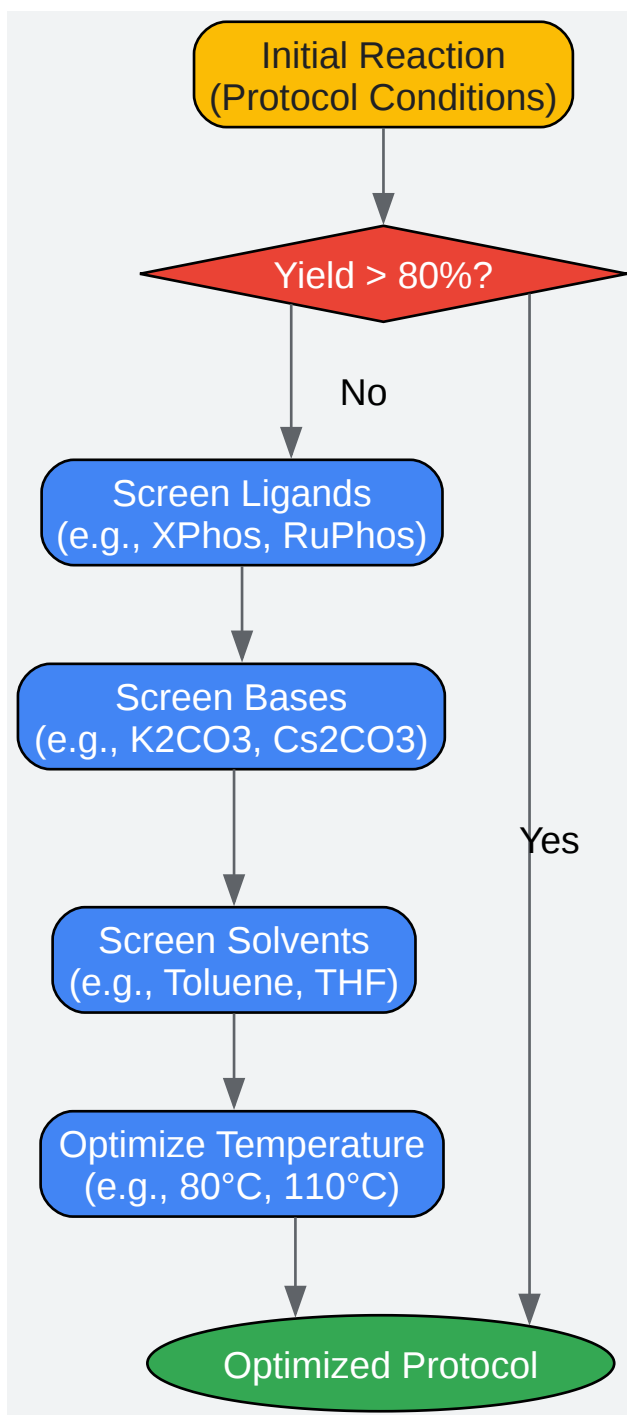 Initial Reaction
(Protocol Conditions)
Yield > 80%?
No
Screen Ligands
(e.g., XPhos, RuPhos)
Screen Bases
(e.g., K2CO3, Cs2CO3)
Yes
Screen Solvents
(e.g., Toluene, THF)
Optimize Temperature
(e.g., 80°C, 110°C)
Optimized Protocol